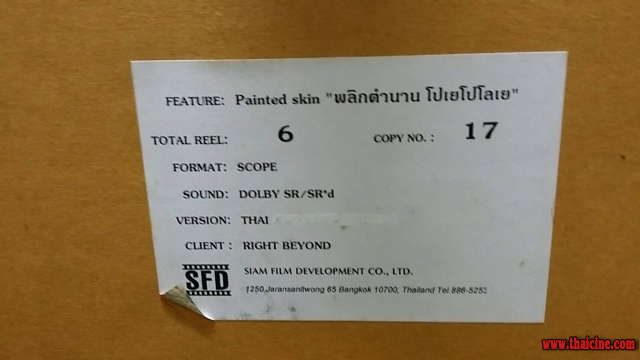 FEATURE: Painted skin "พลิกตำนาน โปเยโปโลเย"
TOTAL REEL: 6 COPY NO. : 17
FORMAT: SCOPE
SOUND: DOLBY SR/SR*d
VERSION: THAI
CLIENT : RIGHT BEYOND
SFD SIAM FILM DEVELOPMENT CO., LTD.
1250 Jaransanitwong 65 Bangkok 10700, Thailand Tel.886-5253
www.thaicine.com